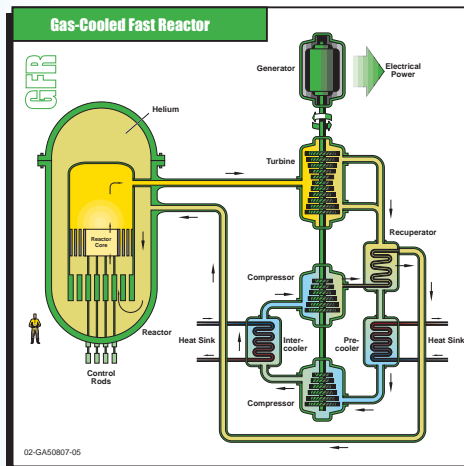 Gas-Cooled Fast Reactor
GFR
Generator
Electrical
Power
Helium
Turbine
Reactor
Core
Recuperator
Compressor
Reactor
Heat Sink
Inter-
cooler
Pre-
cooler
Heat Sink
Control
Rods
Compressor
02-GA50807-05